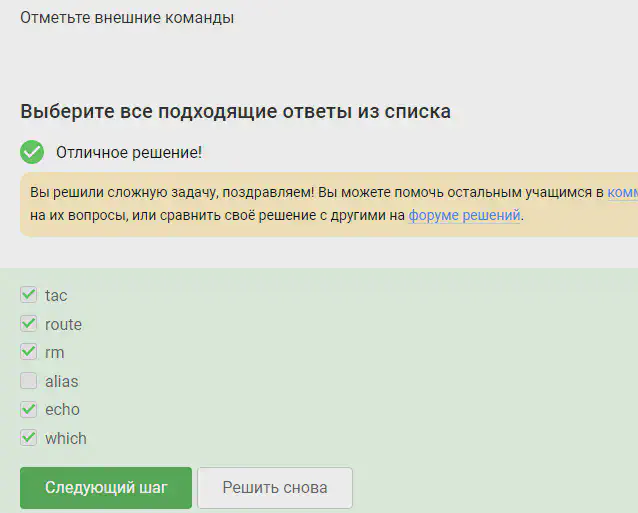 Отметьте внешние команды
Выберите все подходящие ответы из списка
Отличное решение!
Вы решили сложную задачу, поздравляем! Вы можете помочь остальным учащимся в
на их вопросы, или сравнить своё решение с другими на форуме решений.
tac
route
rm
alias
echo
which
Следующий шаг
Решить снова